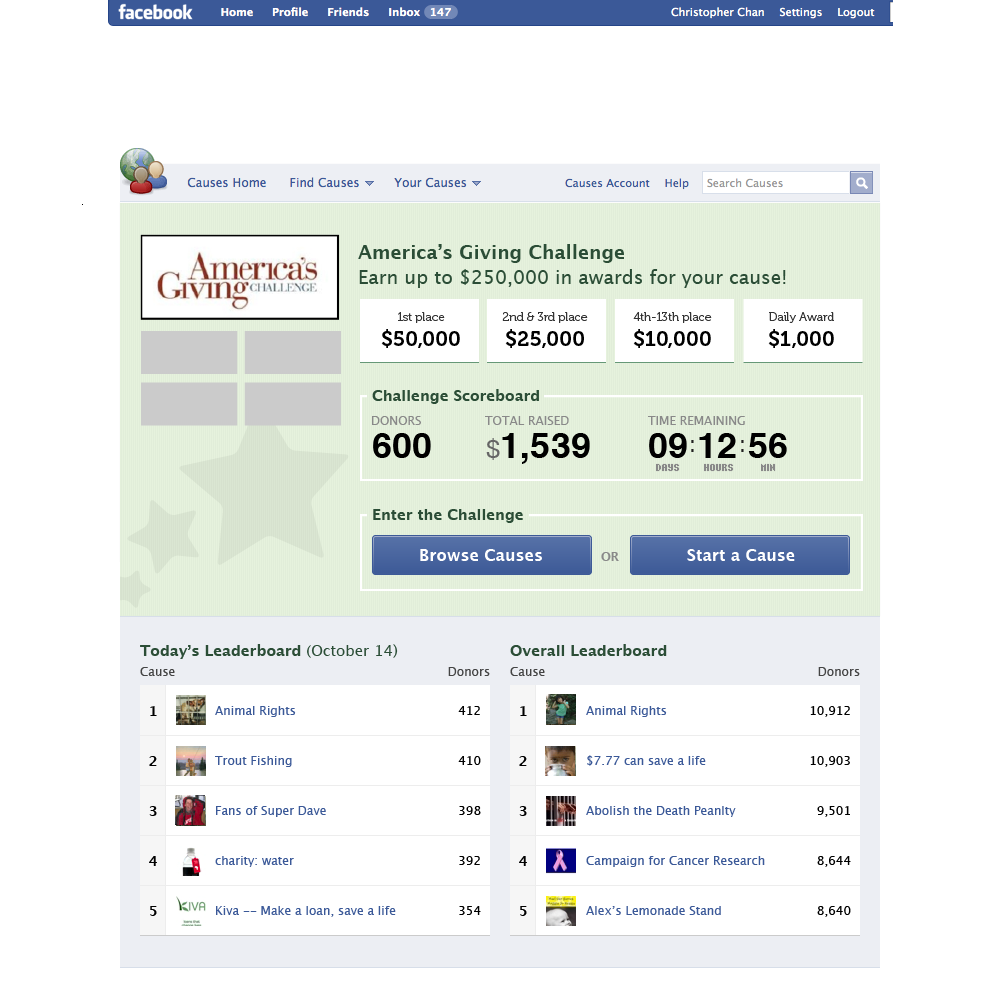 facebook Home Profile Friends Inbox 147 Christopher Chan Settings Logout
Causes Home Find Causes Your Causes Causes Account Help Search Causes
America's Giving CHALLENGE
America's Giving Challenge
Earn up to $250,000 in awards for your cause!
1st place 2nd & 3rd place 4th-13th place Daily Award
$50,000 $25,000 $10,000 $1,000
Challenge Scoreboard
DONORS TOTAL RAISED TIME REMAINING
600 $1,539 09:12:56
DAYS HOURS MIN
Enter the Challenge
Browse Causes OR Start a Cause
Today's Leaderboard (October 14)
Cause Donors
1 Animal Rights 412
2 Trout Fishing 410
3 Fans of Super Dave 398
4 charity: water 392
5 KIVA Kiva -- Make a loan, save a life 354
Overall Leaderboard
Cause Donors
1 Animal Rights 10,912
2 $7.77 can save a life 10,903
3 Abolish the Death Peanlty 9,501
4 Campaign for Cancer Research 8,644
5 Alex's Lemonade Stand 8,640